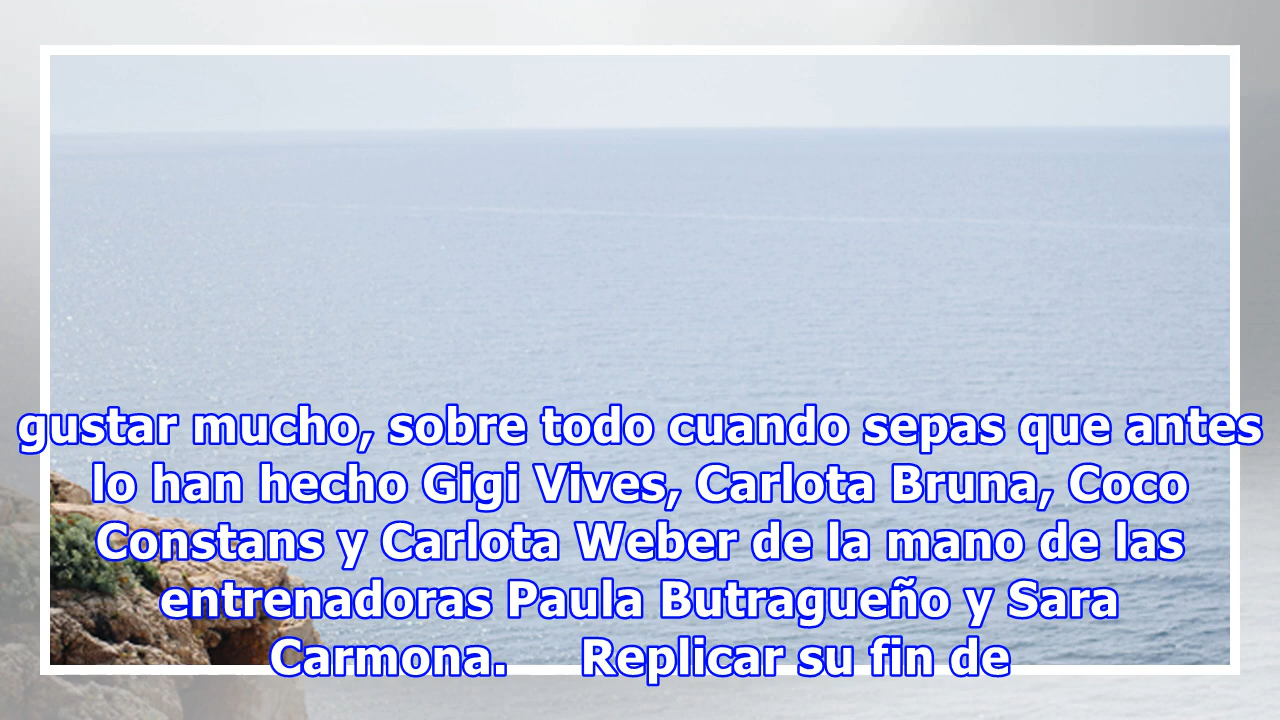 gustar mucho, sobre todo cuando sepas que antes
lo han hecho Gigi Vives, Carlota Bruna, Coco
Constans y Carlota Weber de la mano de las
entrenadoras Paula Butragueño y Sara
Carmona. Replicar su fin de